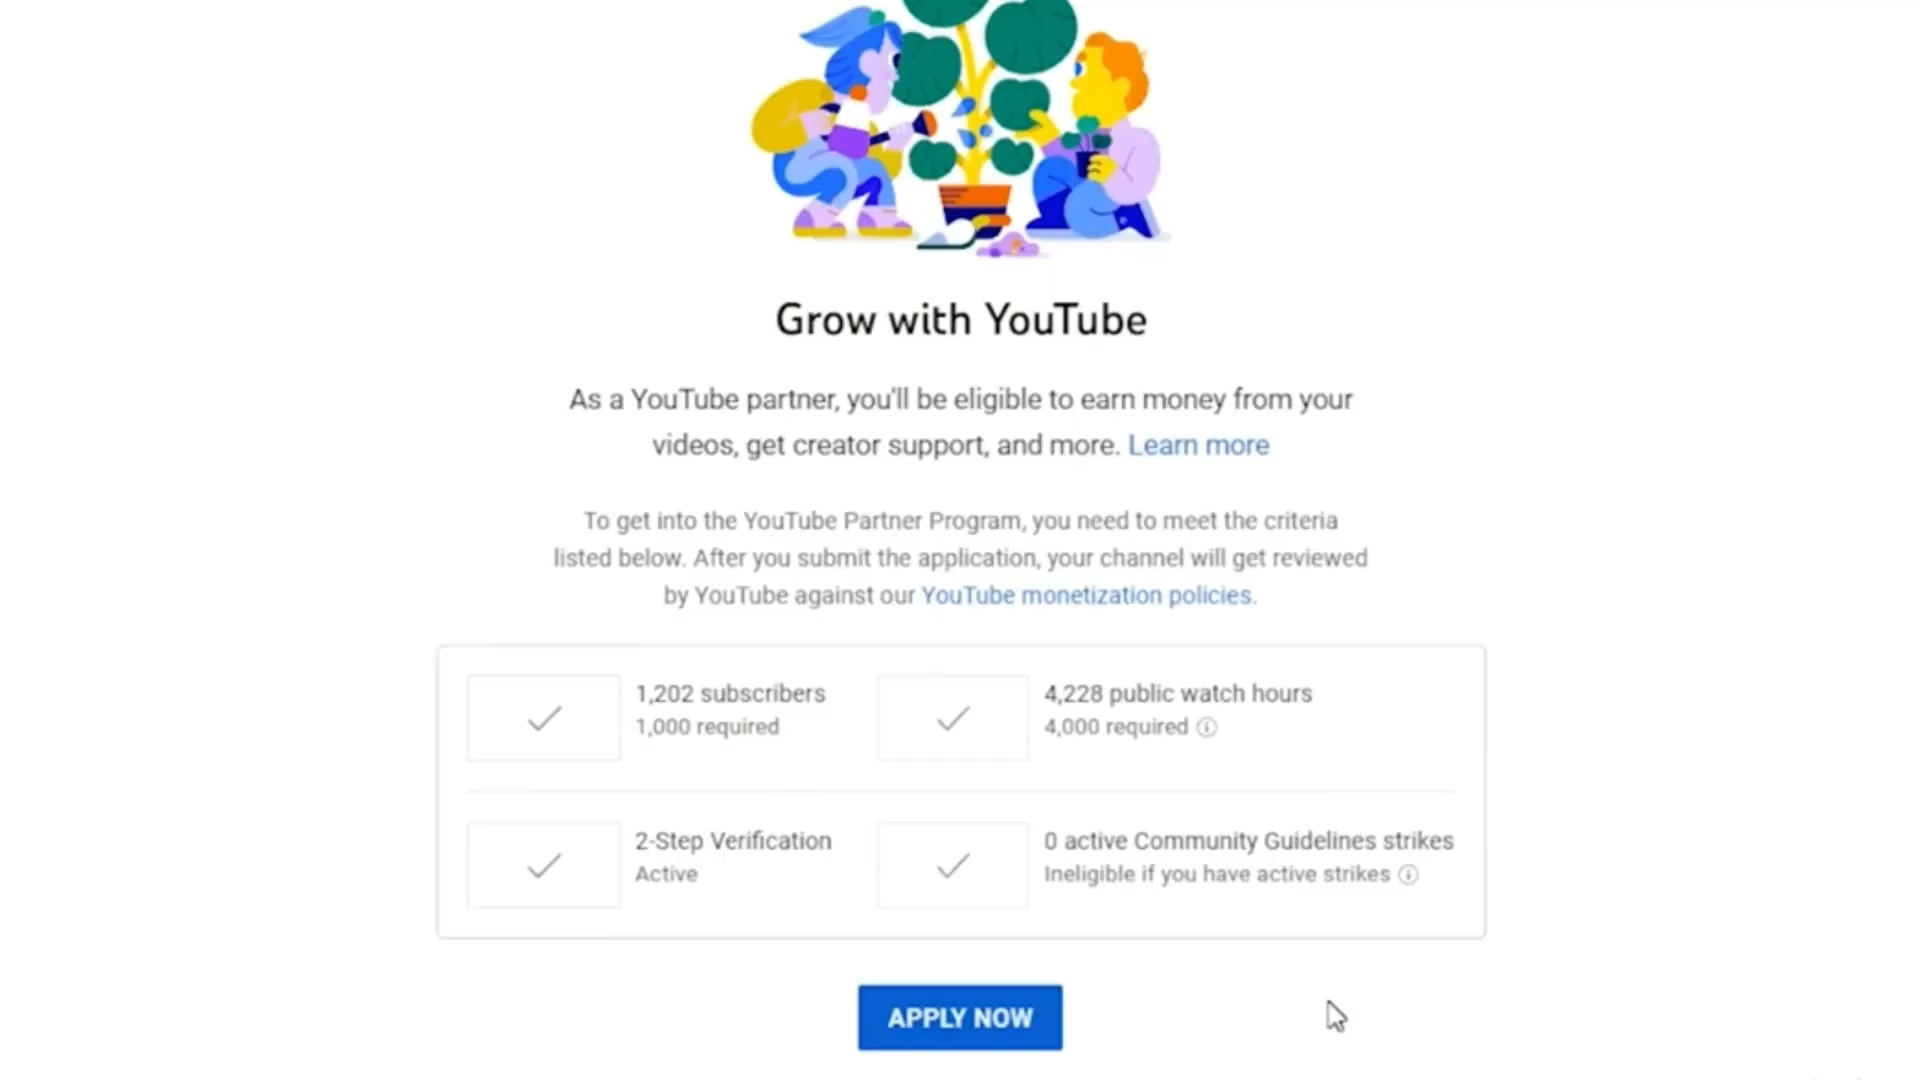 Grow with YouTube
As a YouTube partner, you'll be eligible to earn money from your
videos, get creator support, and more. Learn more
To get into the YouTube Partner Program, you need to meet the criteria
listed below. After you submit the application, your channel will get reviewed
by YouTube against our YouTube monetization policies.
1,202 subscribers
1,000 required
4,228 public watch hours
4,000 required
2-Step Verification
Active
0 active Community Guidelines strikes
Ineligible if you have active strikes
APPLY NOW